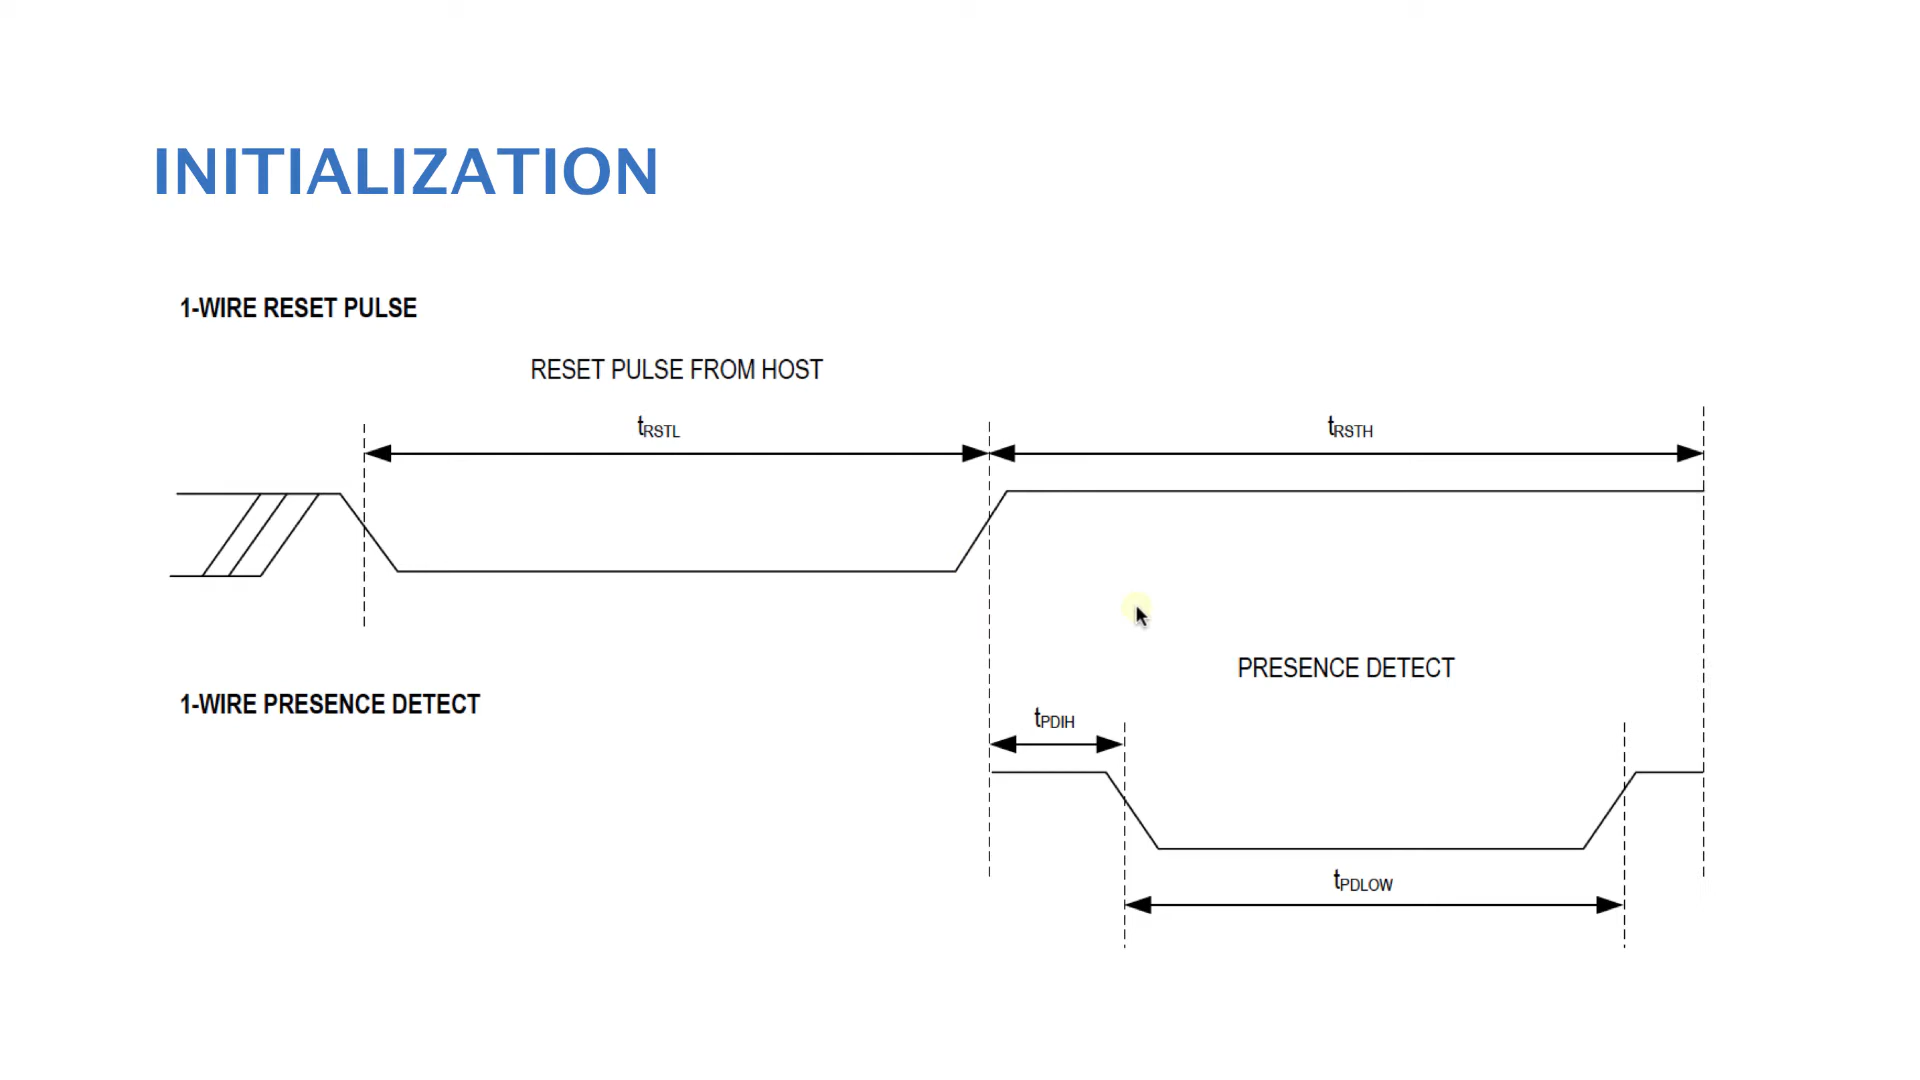 INITIALIZATION
1-WIRE RESET PULSE
RESET PULSE FROM HOST
tRSTL
tRSTH
PRESENCE DETECT
1-WIRE PRESENCE DETECT
tPDIH
tPDLOW